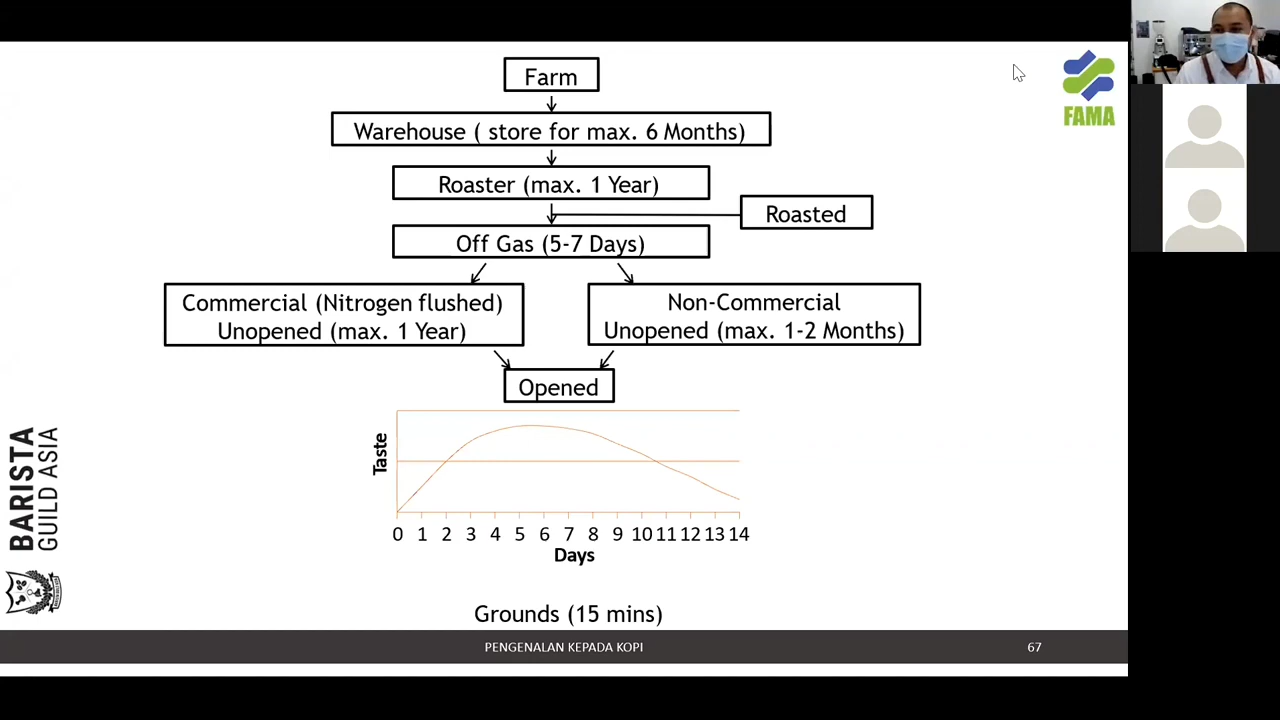 Farm
Warehouse ( store for max. 6 Months)
Roaster (max. 1 Year)
Roasted
Off Gas (5-7 Days)
Commercial (Nitrogen flushed)
Unopened (max. 1 Year)
Non-Commercial
Unopened (max. 1-2 Months)
Opened
Taste
0 1 2 3 4 5 6 7 8 9 10 11 12 13 14
Days
Grounds (15 mins)
PENGENALAN KEPADA KOPI
67
FAMA
BARISTA
GUILD ASIA